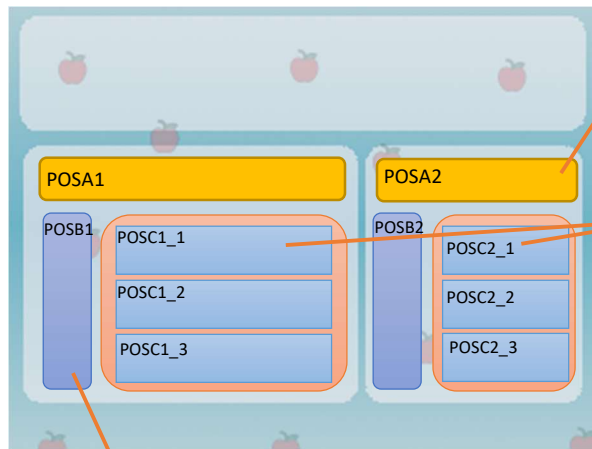 POSA1
POSA2
POSB1
POSC1_1
POSC1_2
POSC1_3
POSB2
POSC2_1
POSC2_2
POSC2_3